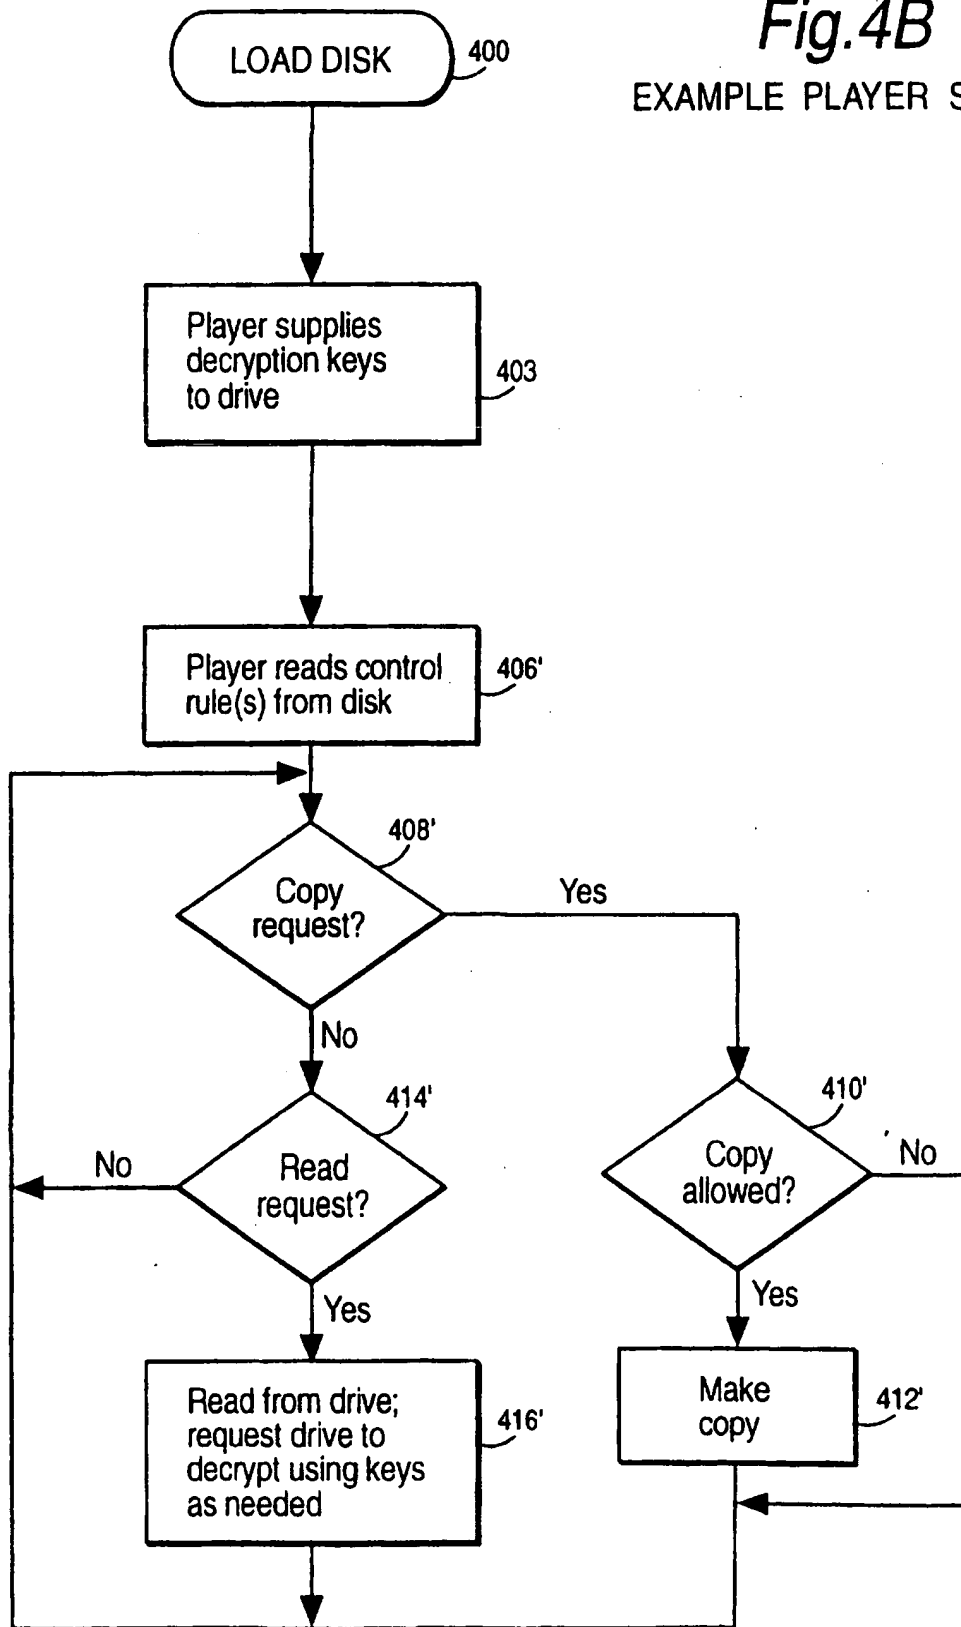 Fig.4B
EXAMPLE PLAYER S
LOAD DISK
400
Player supplies
decryption keys
to drive
403
Player reads control
rule(s) from disk
406'
408'
Copy
request?
Yes
No
414'
410'
No
Read
request?
Copy
allowed?
No
Yes
Yes
Read from drive;
request drive to
decrypt using keys
as needed
416'
Make
copy
412'